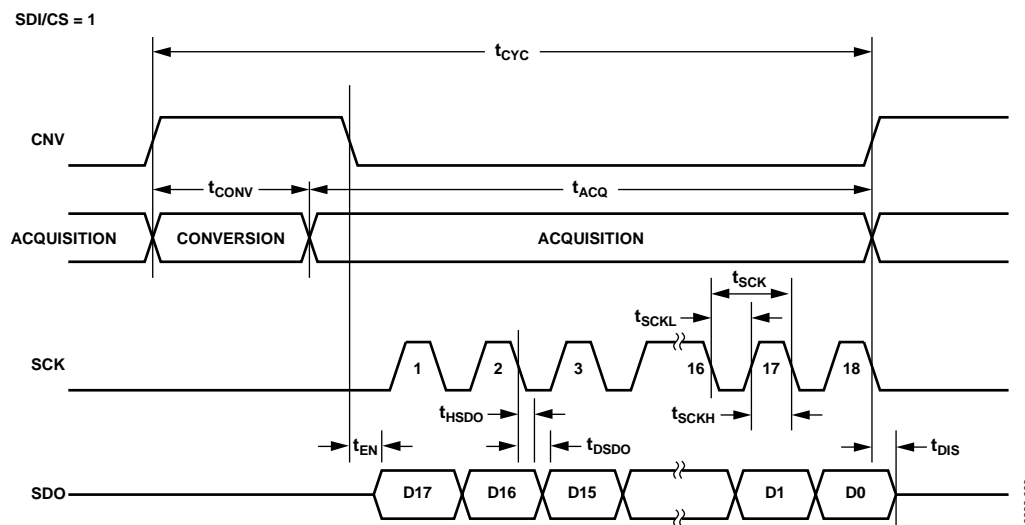 SDI/CS = 1
tCYC
CNV
tCONV
tACQ
ACQUISITION
CONVERSION
ACQUISITION
tSCK
tSCKL
SCK
1
2
3
16
17
18
tHSDO
tSCKH
tEN
tDSDO
tDIS
SDO
D17
D16
D15
D1
D0